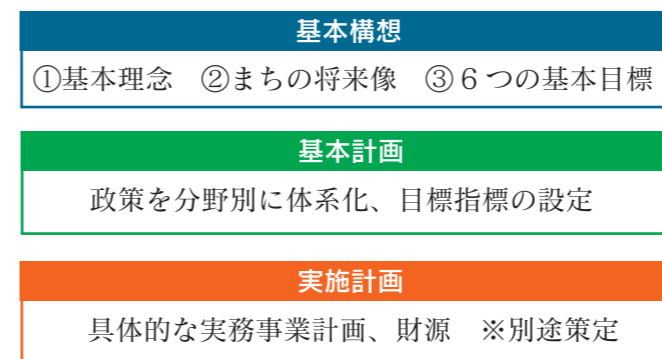 基本構想
①基本理念　②まちの将来像　③６つの基本目標
基本計画
政策を分野別に体系化、目標指標の設定
実施計画
具体的な実務事業計画、財源　※別途策定